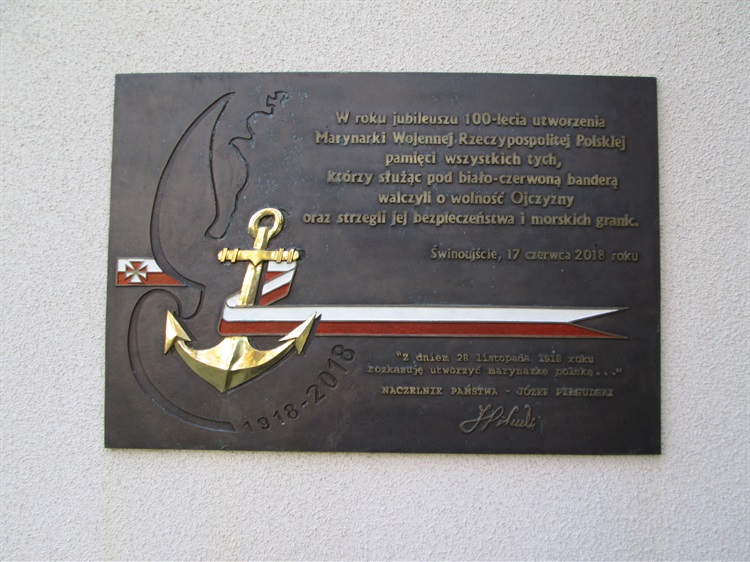 W roku jubileuszu 100-lecia utworzenia
Marynarki Wojennej Rzeczypospolitej Polskiej
pamięci wszystkich tych,
którzy służąc pod biało-czerwoną banderą
walczyli o wolność Ojczyzny
oraz strzegli jej bezpieczeństwa i morskich granic.
Świnoujście, 17 czerwca 2018 roku
"Z dniem 28 listopada 1918 roku
rozkazuję utworzyć marynarkę polską..."
NACZELNIK PAŃSTWA - JÓZEF PIŁSUDSKI
J Piłsudski
1918-2018